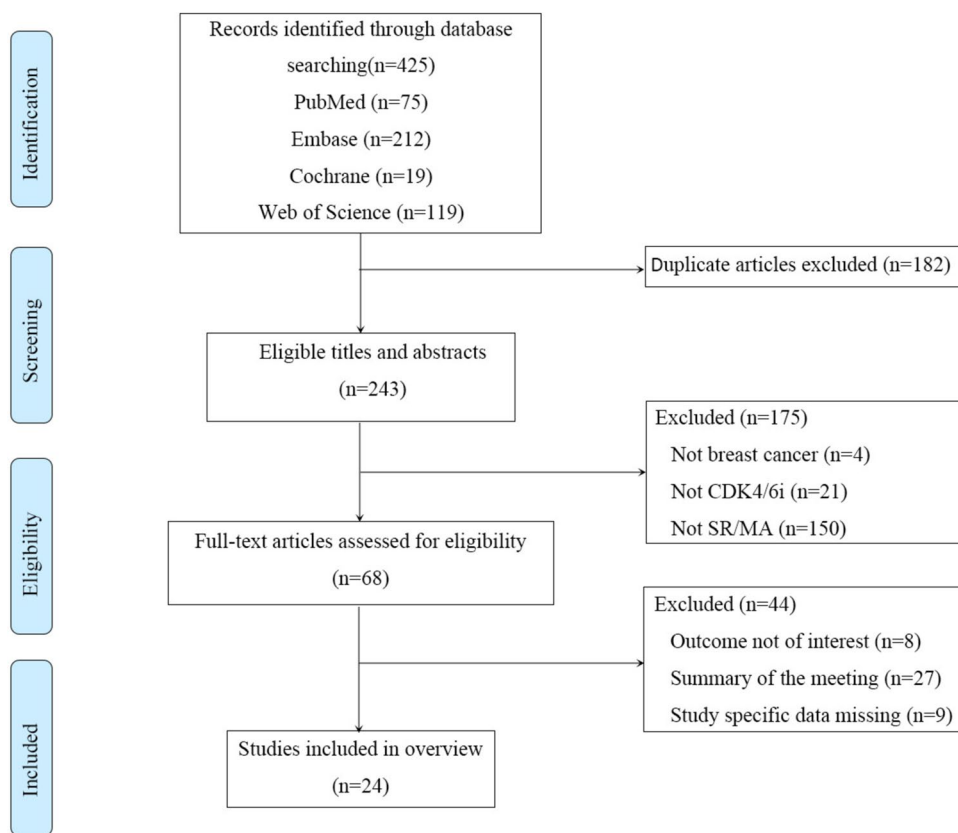 Identification
Records identified through database
searching(n=425)
PubMed (n=75)
Embase (n=212)
Cochrane (n=19)
Web of Science (n=119)
Screening
Duplicate articles excluded (n=182)
Eligible titles and abstracts
(n=243)
Excluded (n=175)
Not breast cancer (n=4)
Not CDK4/6i (n=21)
Not SR/MA (n=150)
Eligibility
Full-text articles assessed for eligibility
(n=68)
Excluded (n=44)
Outcome not of interest (n=8)
Summary of the meeting (n=27)
Study specific data missing (n=9)
Included
Studies included in overview
(n=24)